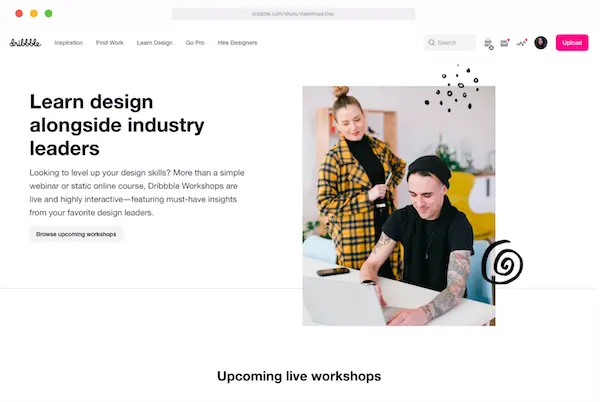 dribbble.com/shots/Valentines-Day
dribbble Inspiration Find Work Learn Design Go Pro Hire Designers Search Upload
Learn design
alongside industry
leaders
Looking to level up your design skills? More than a simple
webinar or static online course, Dribbble Workshops are
live and highly interactive—featuring must-have insights
from your favorite design leaders.
Browse upcoming workshops
Upcoming live workshops